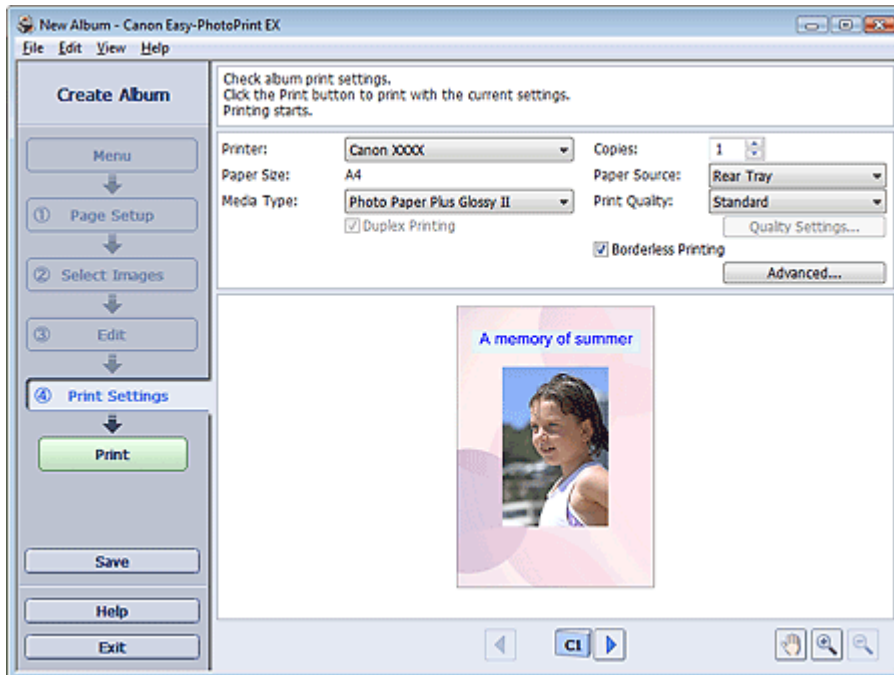 New Album - Canon Easy-PhotoPrint EX
File Edit View Help
Create Album
Menu
① Page Setup
② Select Images
③ Edit
④ Print Settings
Print
Save
Help
Exit
Check album print settings.
Click the Print button to print with the current settings.
Printing starts.
Printer: Canon XXXX
Copies: 1
Paper Size: A4
Paper Source: Rear Tray
Media Type: Photo Paper Plus Glossy II
Print Quality: Standard
Duplex Printing
Quality Settings...
Borderless Printing
Advanced...
A memory of summer
C1